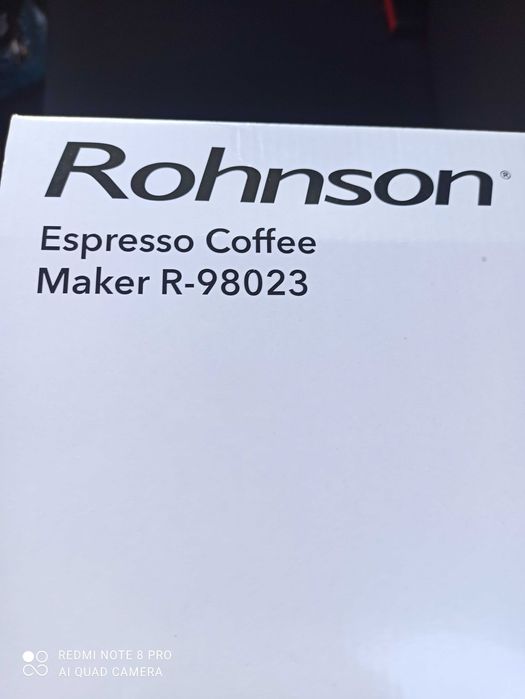 Rohnson®
Espresso Coffee
Maker R-98023
REDMI NOTE 8 PRO
AI QUAD CAMERA